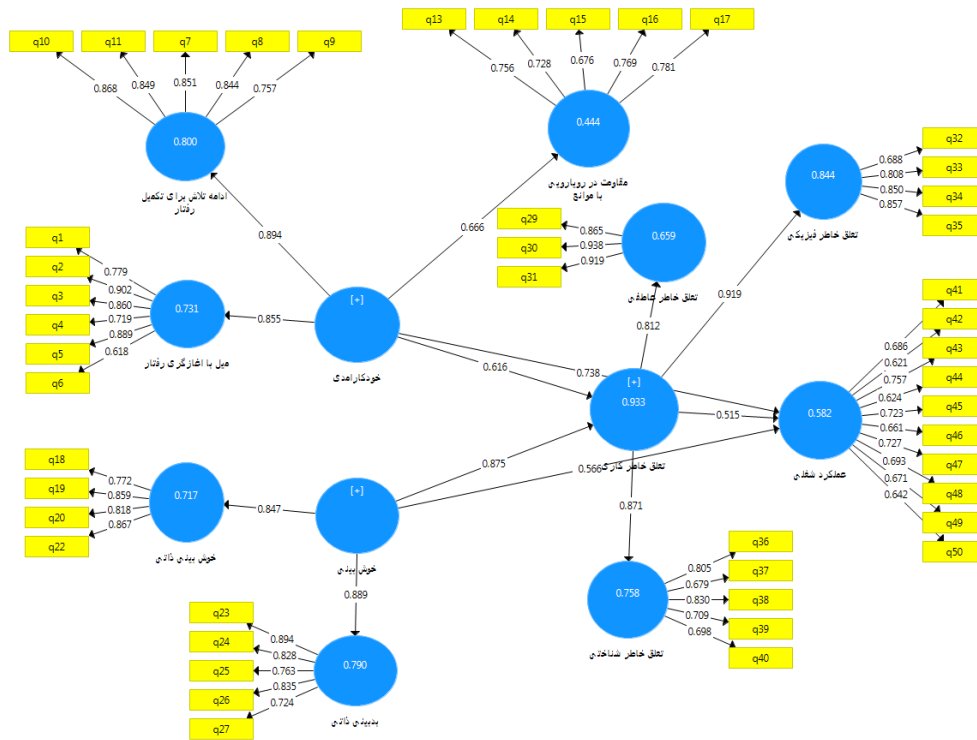 q10 q11 q7 q8 q9
0.868 0.849 0.851 0.844 0.757
0.800
ادامه تلاش برای تکمیل
رفتار
q13 q14 q15 q16 q17
0.756 0.728 0.676 0.769 0.781
0.444
مقاومت در رویارویی
با موانع
0.894
0.666
q32
q33
q34
q35
0.688
0.808
0.850
0.857
0.844
تعلق خاطر فیزیکی
q29
q30
q31
0.865
0.938
0.919
0.659
تعلق خاطر عاطفی
0.812
0.919
q1
q2
q3
q4
q5
q6
0.779
0.902
0.860
0.719
0.889
0.618
0.731
میل با اغازگری رفتار
0.855
[+]
خودکارامدی
0.616
0.738
[+]
0.933
تعلق خاطر کاری
0.515
0.582
عملکرد شغلی
q41
q42
q43
q44
q45
q46
q47
q48
q49
q50
0.686
0.621
0.757
0.624
0.723
0.661
0.727
0.693
0.671
0.642
q18
q19
q20
q22
0.772
0.859
0.818
0.867
0.717
خوش بینی ذاتی
0.847
[+]
خوش بینی
0.875
0.566
0.871
0.889
q36
q37
q38
q39
q40
0.805
0.679
0.830
0.709
0.698
0.758
تعلق خاطر شناختی
q23
q24
q25
q26
q27
0.894
0.828
0.763
0.835
0.724
0.790
بدبینی ذاتی